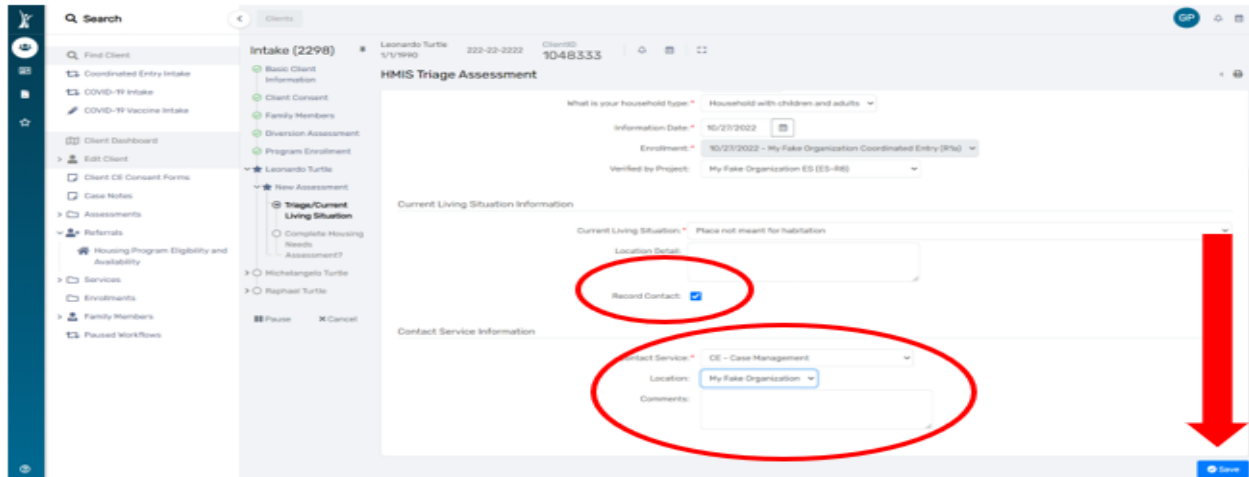 Search
Clients
GP
Find Client
Coordinated Entry Intake
COVID-19 Intake
COVID-19 Vaccine Intake
Client Dashboard
Edit Client
Client CE Consent Forms
Case Notes
Assessments
Referrals
Housing Program Eligibility and
Availability
Services
Enrollments
Family Members
Paused Workflows
Intake (2298)
Basic Client
Information
Client Consent
Family Members
Diversion Assessment
Program Enrollment
Leonardo Turtle
New Assessment
Triage/Current
Living Situation
Complete Housing
Needs
Assessment?
Michelangelo Turtle
Raphael Turtle
Pause Cancel
Leonardo Turtle
1/1/1990
222-22-2222
ClientID
1048333
HMIS Triage Assessment
What is your household type:* Household with children and adults
Information Date:* 10/27/2022
Enrollment:* 10/27/2022 - My Fake Organization Coordinated Entry (R1a)
Verified by Project: My Fake Organization ES (ES-RB)
Current Living Situation Information
Current Living Situation:* Place not meant for habitation
Location Detail:
Record Contact:
Contact Service Information
Contact Service:* CE - Case Management
Location: My Fake Organization
Comments:
Save